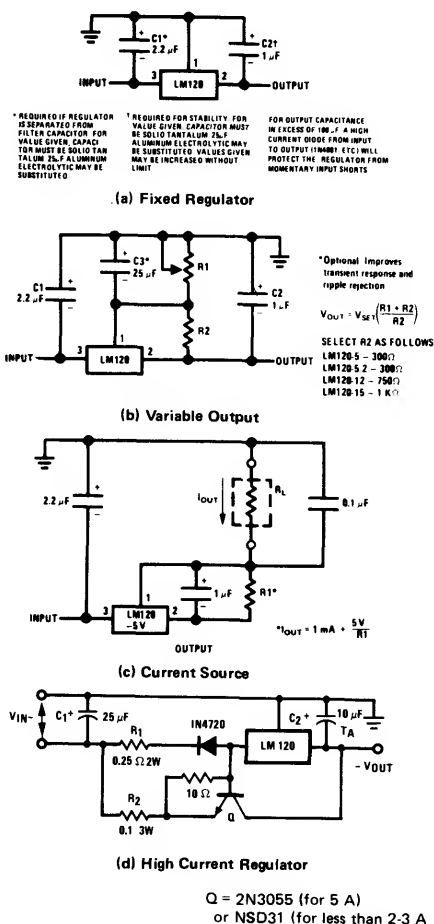 C1*
2.2 μF
C2†
1 μF
INPUT
3
1
LM120
2
OUTPUT
* REQUIRED IF REGULATOR
IS SEPARATED FROM
FILTER CAPACITOR FOR
VALUE GIVEN, CAPACI
TOR MUST BE SOLID TAN
TALUM 25μF ALUMINUM
ELECTROLYTIC MAY BE
SUBSTITUTED
† REQUIRED FOR STABILITY FOR
VALUE GIVEN. CAPACITOR MUST
BE SOLID TANTALUM 25μF
ALUMINUM ELECTROLYTIC MAY
BE SUBSTITUTED VALUES GIVEN
MAY BE INCREASED WITHOUT
LIMIT
FOR OUTPUT CAPACITANCE
IN EXCESS OF 100 μF A HIGH
CURRENT DIODE FROM INPUT
TO OUTPUT (1N4001 ETC) WILL
PROTECT THE REGULATOR FROM
MOMENTARY INPUT SHORTS
(a) Fixed Regulator
C1
2.2 μF
C3*
25 μF
R1
R2
C2
1 μF
INPUT
3
1
LM120
2
OUTPUT
*Optional Improves
transient response and
ripple rejection
VOUT = VSET(R1 + R2 / R2)
SELECT R2 AS FOLLOWS
LM120-5 – 300Ω
LM120-5.2 – 300Ω
LM120-12 – 750Ω
LM120-15 – 1 KΩ
(b) Variable Output
2.2 μF
IOUT
RL
0.1 μF
1 μF
R1*
INPUT
3
1
LM120
–5V
2
OUTPUT
*IOUT = 1 mA + 5 V / R1
(c) Current Source
VIN-
C1+
25 μF
R1
0.25 Ω 2W
IN4720
LM 120
C2 +
10 μF
TA
– VOUT
10 Ω
R2
0.1 3W
Q
(d) High Current Regulator
Q = 2N3055 (for 5 A)
or NSD31 (for less than 2-3 A